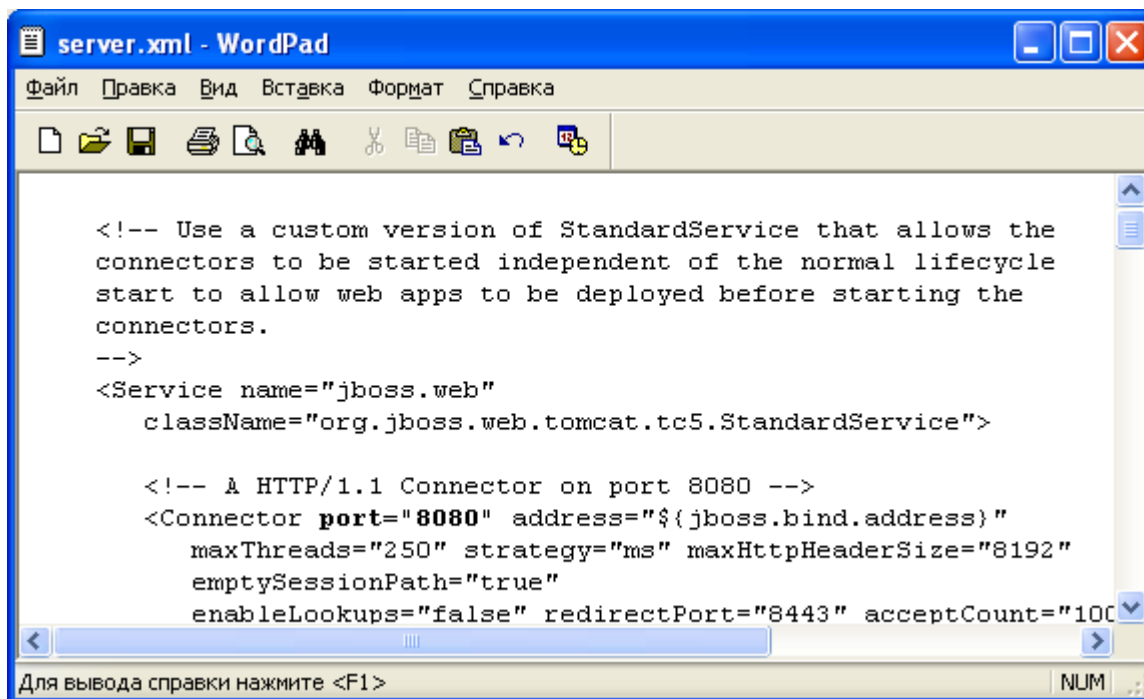 server.xml - WordPad
Файл Правка Вид Вставка Формат Справка
<!-- Use a custom version of StandardService that allows the
connectors to be started independent of the normal lifecycle
start to allow web apps to be deployed before starting the
connectors.
-->
<Service name="jboss.web"
className="org.jboss.web.tomcat.tc5.StandardService">
<!-- A HTTP/1.1 Connector on port 8080 -->
<Connector port="8080" address="${jboss.bind.address}"
maxThreads="250" strategy="ms" maxHttpHeaderSize="8192"
emptySessionPath="true"
enableLookups="false" redirectPort="8443" acceptCount="100
Для вывода справки нажмите <F1> NUM